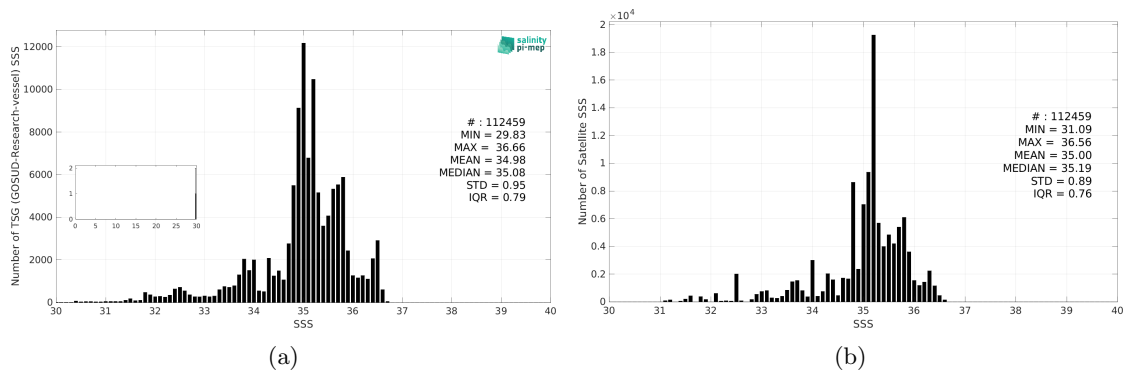 Number of TSG (GOSUD-Research-vessel) SSS
12000
10000
8000
6000
4000
2000
0
30 31 32 33 34 35 36 37 38 39 40
SSS
salinity
pi-mep
# : 112459
MIN = 29.83
MAX = 36.66
MEAN = 34.98
MEDIAN = 35.08
STD = 0.95
IQR = 0.79
2
1
0
0 5 10 15 20 25 30
(a)
×10⁴
Number of Satellite SSS
2
1.8
1.6
1.4
1.2
1
0.8
0.6
0.4
0.2
0
30 31 32 33 34 35 36 37 38 39 40
SSS
# : 112459
MIN = 31.09
MAX = 36.56
MEAN = 35.00
MEDIAN = 35.19
STD = 0.89
IQR = 0.76
(b)